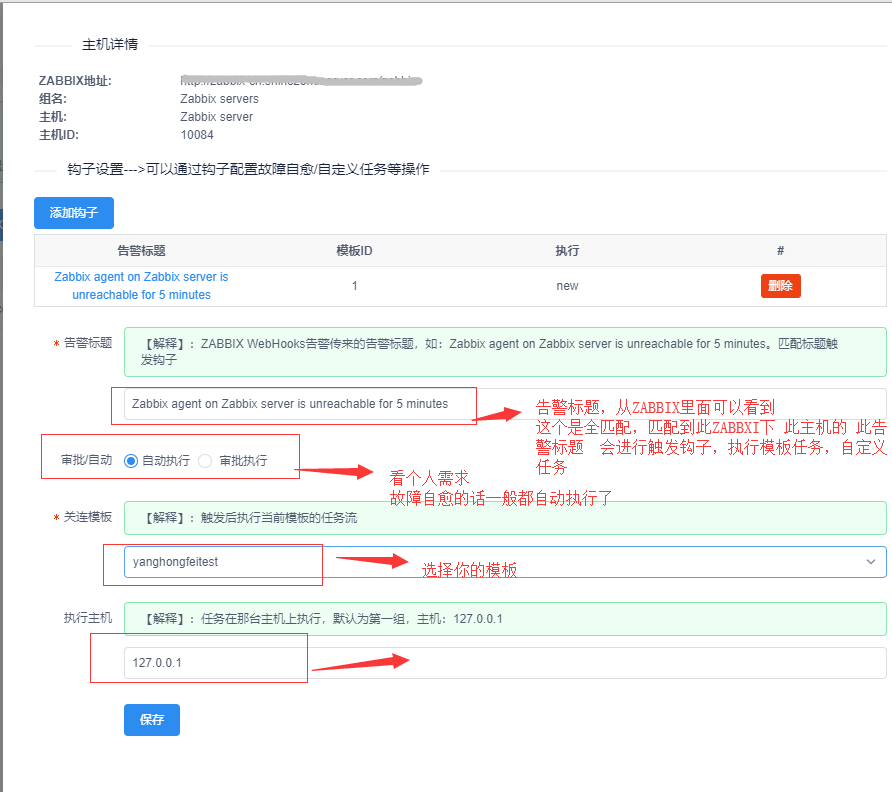 主机详情
ZABBIX地址:
组名: Zabbix servers
主机: Zabbix server
主机ID: 10084
钩子设置--->可以通过钩子配置故障自愈/自定义任务等操作
添加钩子
告警标题 模板ID 执行 #
Zabbix agent on Zabbix server is
unreachable for 5 minutes
1 new 删除
* 告警标题
【解释】: ZABBIX WebHooks告警传来的告警标题，如：Zabbix agent on Zabbix server is unreachable for 5 minutes。匹配标题触
发钩子
Zabbix agent on Zabbix server is unreachable for 5 minutes
告警标题，从ZABBIX里面可以看到
这个是全匹配，匹配到此ZABBXI下 此主机的 此告
警标题 会进行触发钩子，执行模板任务，自定义
任务
审批/自动 自动执行 审批执行
看个人需求
故障自愈的话一般都自动执行了
* 关连模板 【解释】: 触发后执行当前模板的任务流
yanghongfeitest
选择你的模板
执行主机 【解释】: 任务在那台主机上执行，默认为第一组，主机：127.0.0.1
127.0.0.1
保存